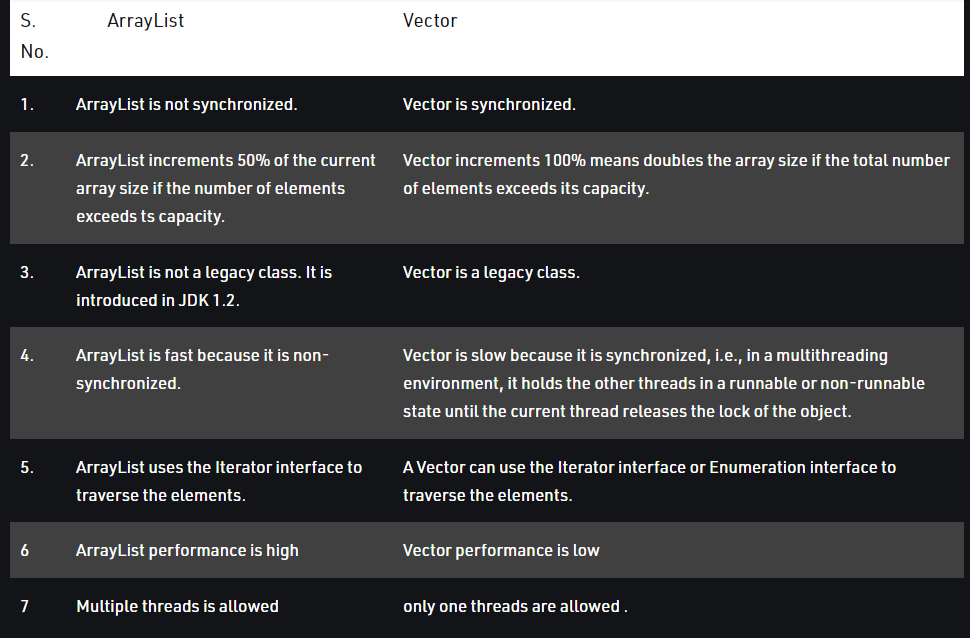 S. No. ArrayList Vector
1. ArrayList is not synchronized. Vector is synchronized.
2. ArrayList increments 50% of the current
array size if the number of elements
exceeds ts capacity.
Vector increments 100% means doubles the array size if the total number
of elements exceeds its capacity.
3. ArrayList is not a legacy class. It is
introduced in JDK 1.2.
Vector is a legacy class.
4. ArrayList is fast because it is non-
synchronized.
Vector is slow because it is synchronized, i.e., in a multithreading
environment, it holds the other threads in a runnable or non-runnable
state until the current thread releases the lock of the object.
5. ArrayList uses the Iterator interface to
traverse the elements.
A Vector can use the Iterator interface or Enumeration interface to
traverse the elements.
6 ArrayList performance is high Vector performance is low
7 Multiple threads is allowed only one threads are allowed .